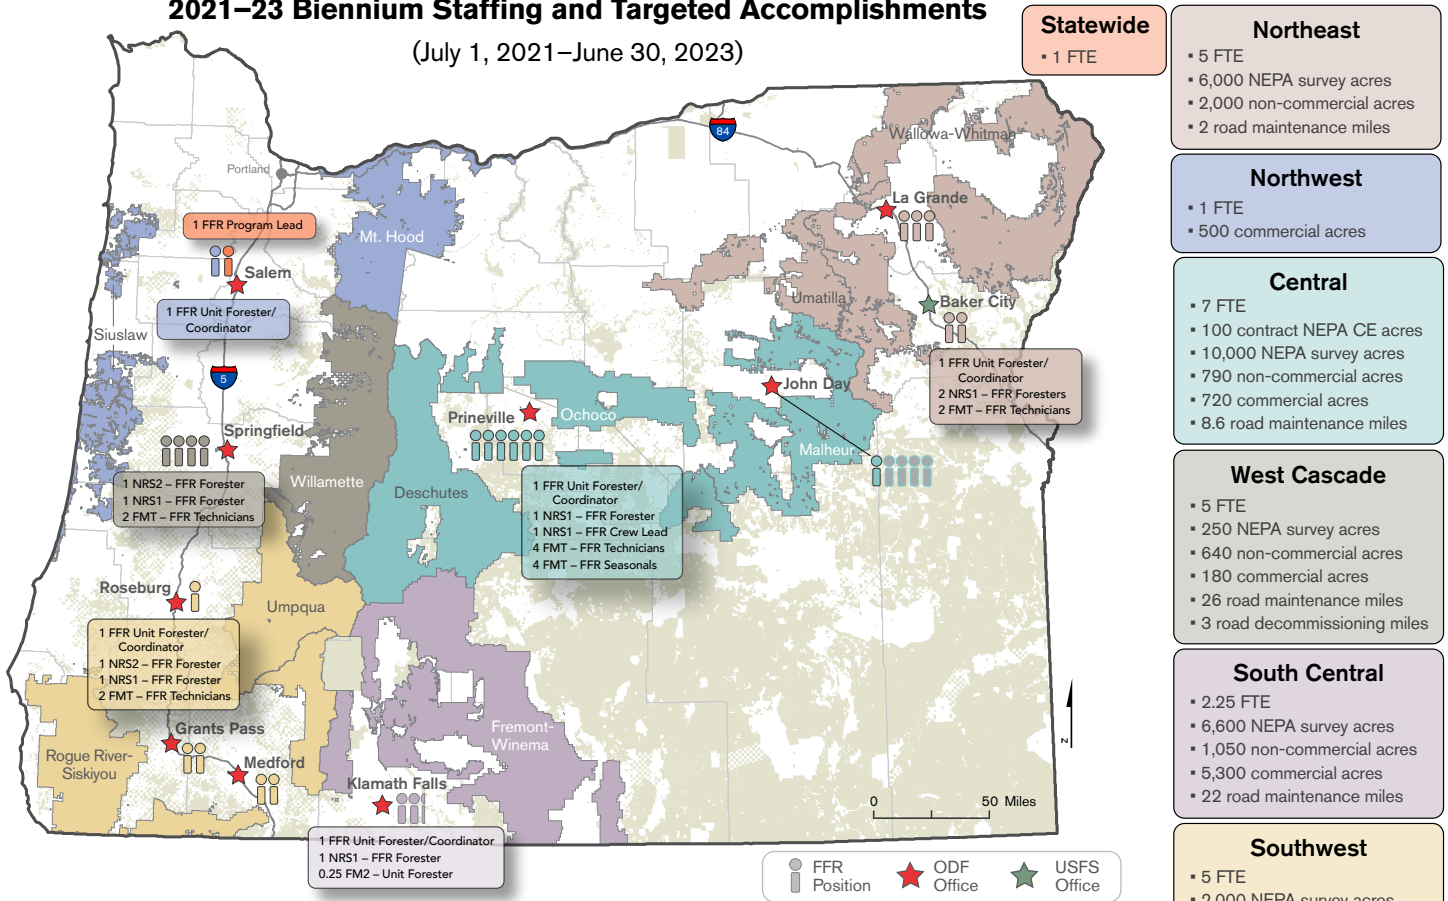 2021–23 Biennium Staffing and Targeted Accomplishments
(July 1, 2021–June 30, 2023)
Statewide
▪ 1 FTE
Northeast
▪ 5 FTE
▪ 6,000 NEPA survey acres
▪ 2,000 non-commercial acres
▪ 2 road maintenance miles
Northwest
▪ 1 FTE
▪ 500 commercial acres
Central
▪ 7 FTE
▪ 100 contract NEPA CE acres
▪ 10,000 NEPA survey acres
▪ 790 non-commercial acres
▪ 720 commercial acres
▪ 8.6 road maintenance miles
West Cascade
▪ 5 FTE
▪ 250 NEPA survey acres
▪ 640 non-commercial acres
▪ 180 commercial acres
▪ 26 road maintenance miles
▪ 3 road decommissioning miles
South Central
▪ 2.25 FTE
▪ 6,600 NEPA survey acres
▪ 1,050 non-commercial acres
▪ 5,300 commercial acres
▪ 22 road maintenance miles
Southwest
▪ 5 FTE
▪ 2,000 NEPA survey acres
84
Wallowa-Whitman
Portland
La Grande
1 FFR Program Lead
Mt. Hood
Salem
Umatilla
Baker City
1 FFR Unit Forester/
Coordinator
Siuslaw
5
1 FFR Unit Forester/
Coordinator
2 NRS1 – FFR Foresters
2 FMT – FFR Technicians
John Day
Prineville
Ochoco
Springfield
Malheur
Willamette
Deschutes
1 NRS2 – FFR Forester
1 NRS1 – FFR Forester
2 FMT – FFR Technicians
1 FFR Unit Forester/
Coordinator
1 NRS1 – FFR Forester
1 NRS1 – FFR Crew Lead
4 FMT – FFR Technicians
4 FMT – FFR Seasonals
Roseburg
Umpqua
1 FFR Unit Forester/
Coordinator
1 NRS2 – FFR Forester
1 NRS1 – FFR Forester
2 FMT – FFR Technicians
Grants Pass
Fremont-
Winema
Rogue River-
Siskiyou
Medford
Klamath Falls
1 FFR Unit Forester/Coordinator
1 NRS1 – FFR Forester
0.25 FM2 – Unit Forester
N
0 50 Miles
FFR
Position
ODF
Office
USFS
Office